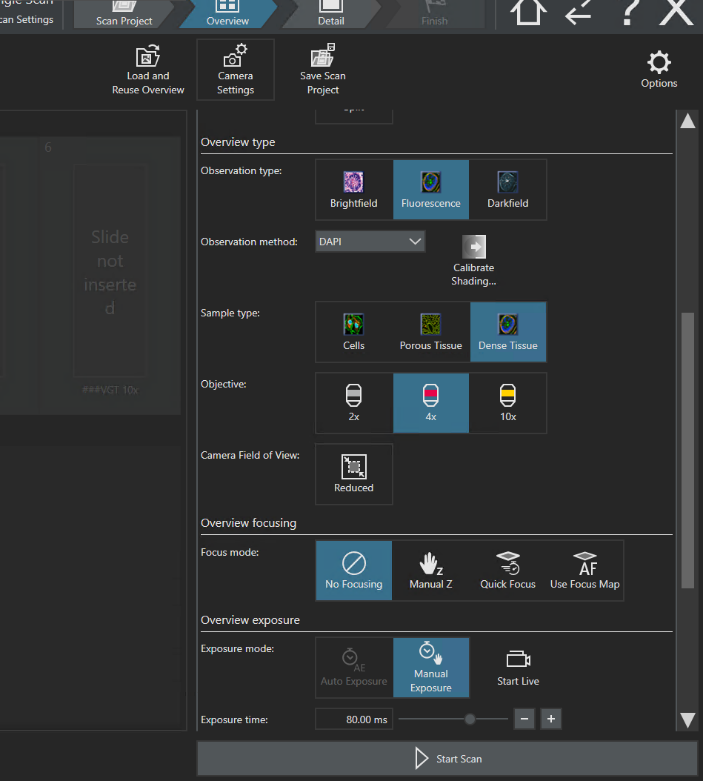 Scan Settings
Scan Project
Overview
Detail
Finish
Load and
Reuse Overview
Camera
Settings
Save Scan
Project
Options
Overview type
6
Observation type:
Brightfield
Fluorescence
Darkfield
Slide
not
inserte
d
Observation method:
DAPI
Calibrate
Shading...
Sample type:
Cells
Porous Tissue
Dense Tissue
###VGT 10x
Objective:
2x
4x
10x
Camera Field of View:
Reduced
Overview focusing
Focus mode:
No Focusing
Z
Manual Z
Quick Focus
AF
Use Focus Map
Overview exposure
Exposure mode:
AE
Auto Exposure
Manual
Exposure
Start Live
Exposure time:
80.00 ms
Start Scan